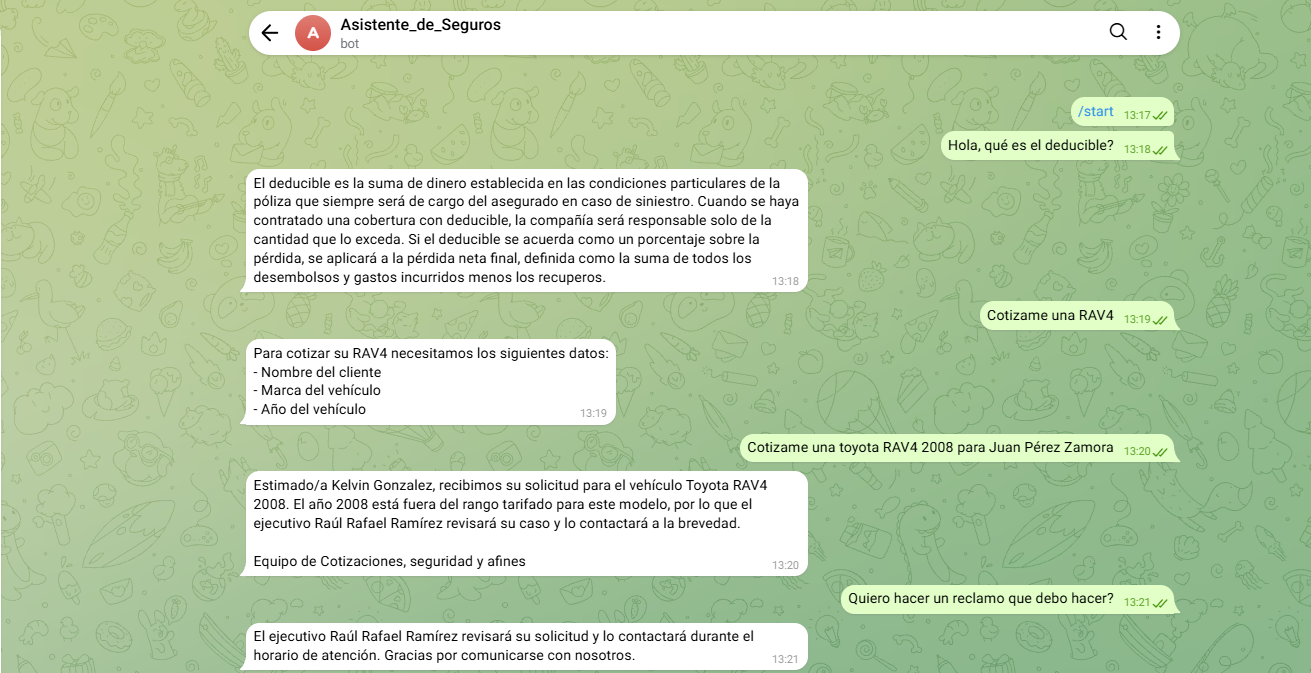 A
Asistente_de_Seguros
bot
/start 13:17
Hola, qué es el deducible? 13:18
El deducible es la suma de dinero establecida en las condiciones particulares de la
póliza que siempre será de cargo del asegurado en caso de siniestro. Cuando se haya
contratado una cobertura con deducible, la compañía será responsable solo de la
cantidad que lo exceda. Si el deducible se acuerda como un porcentaje sobre la
pérdida, se aplicará a la pérdida neta final, definida como la suma de todos los
desembolsos y gastos incurridos menos los recuperos. 13:18
Cotizame una RAV4 13:19
Para cotizar su RAV4 necesitamos los siguientes datos:
- Nombre del cliente
- Marca del vehículo
- Año del vehículo 13:19
Cotizame una toyota RAV4 2008 para Juan Pérez Zamora 13:20
Estimado/a Kelvin Gonzalez, recibimos su solicitud para el vehículo Toyota RAV4
2008. El año 2008 está fuera del rango tarifado para este modelo, por lo que el
ejecutivo Raúl Rafael Ramírez revisará su caso y lo contactará a la brevedad.
Equipo de Cotizaciones, seguridad y afines 13:20
Quiero hacer un reclamo que debo hacer? 13:21
El ejecutivo Raúl Rafael Ramírez revisará su solicitud y lo contactará durante el
horario de atención. Gracias por comunicarse con nosotros. 13:21